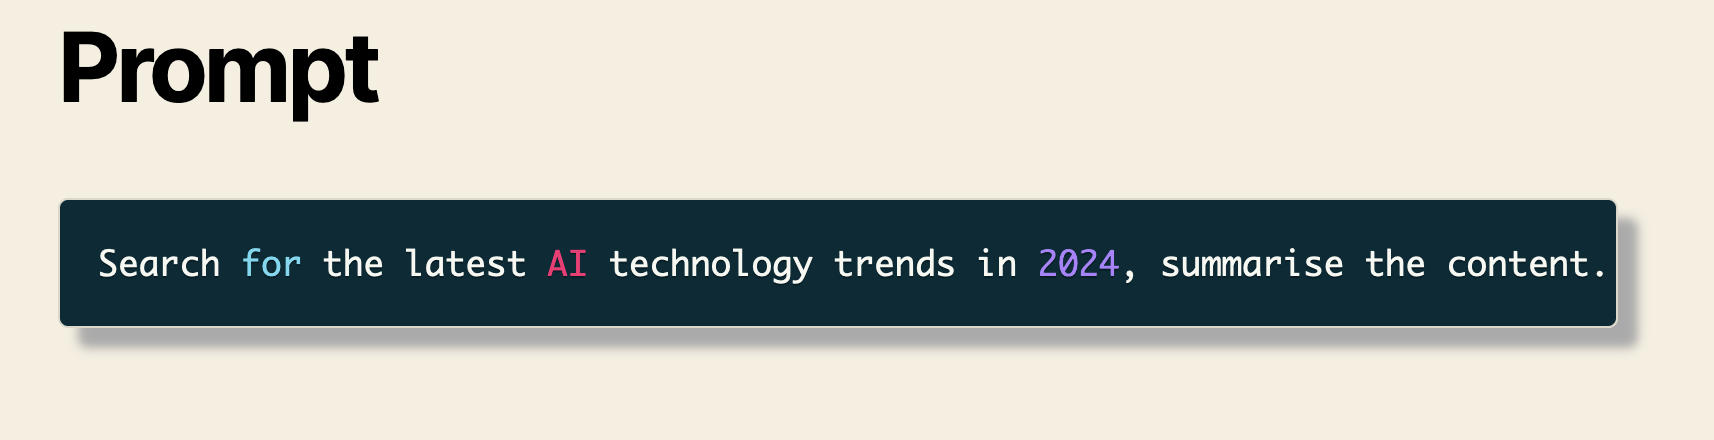 Prompt
Search for the latest AI technology trends in 2024, summarise the content.